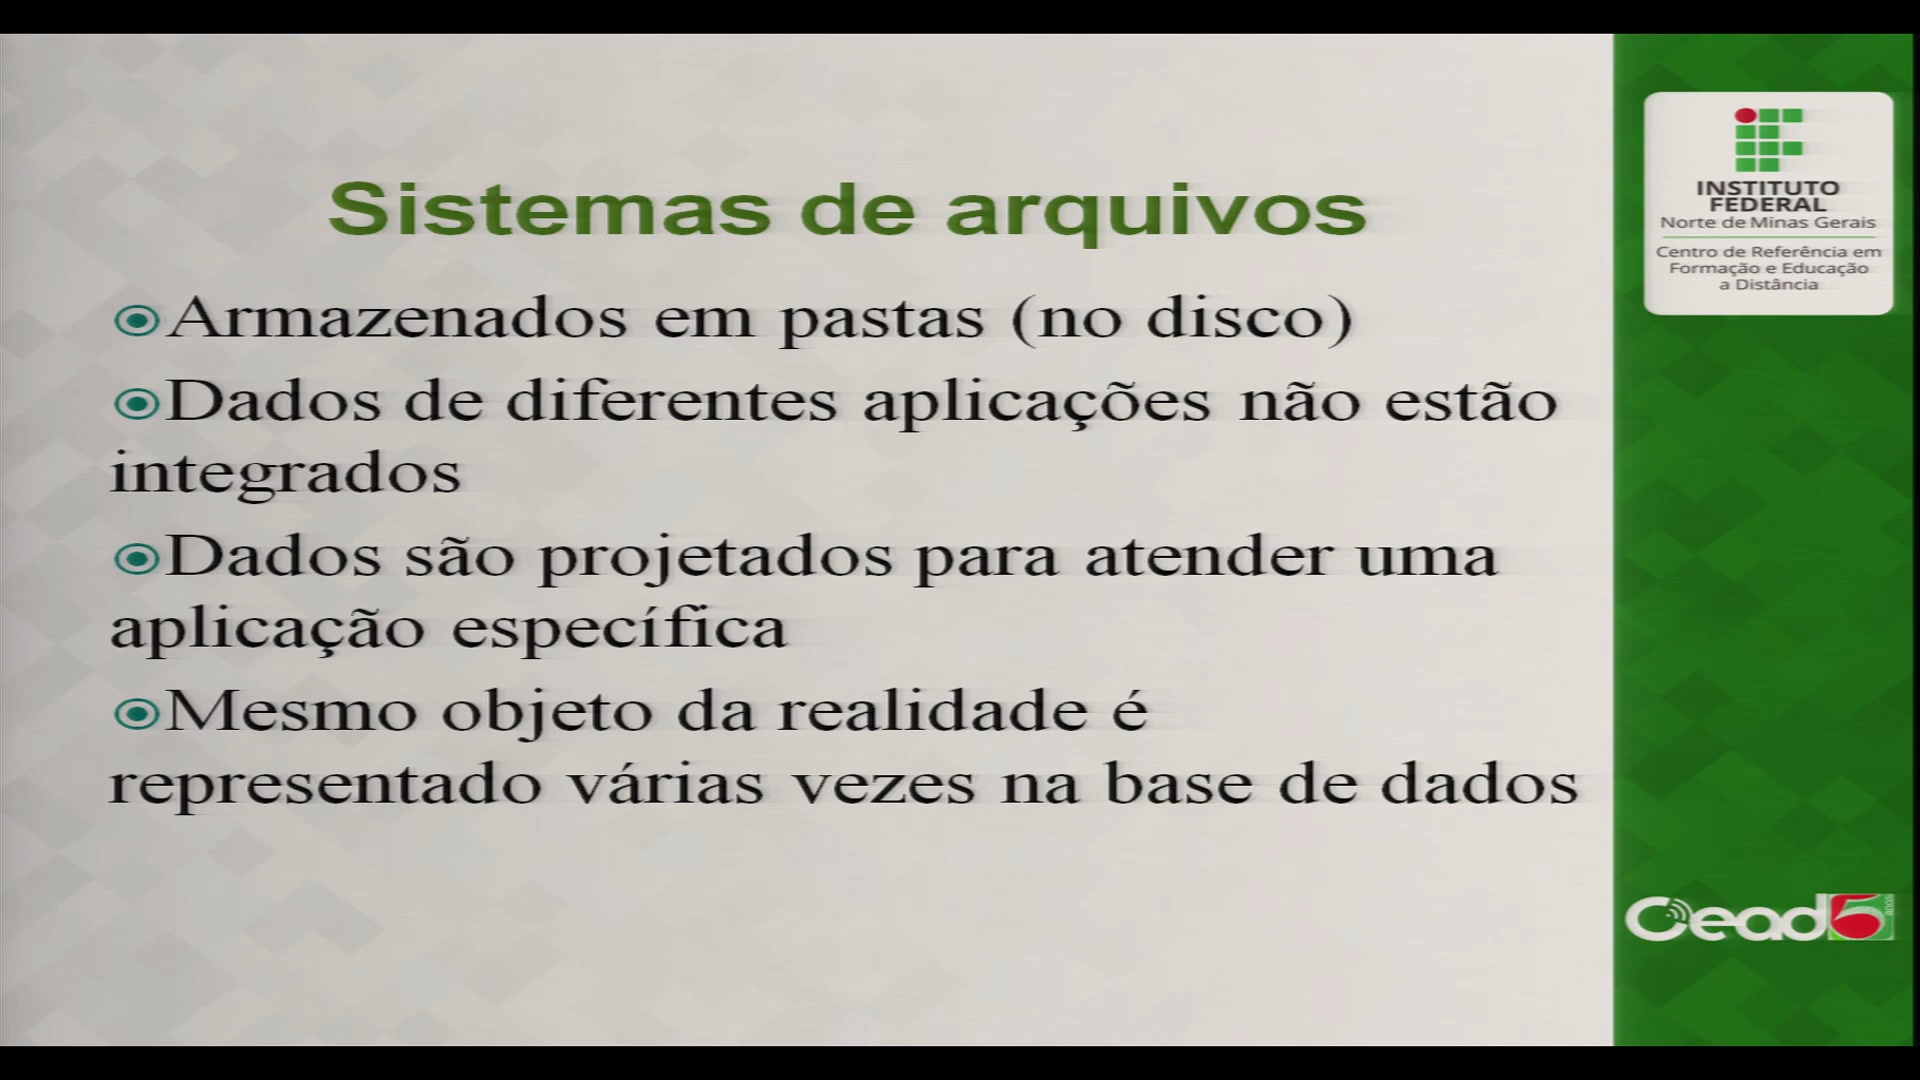 Sistemas de arquivos
Armazenados em pastas (no disco)
Dados de diferentes aplicações não estão
integrados
Dados são projetados para atender uma
aplicação específica
Mesmo objeto da realidade é
representado várias vezes na base de dados
INSTITUTO
FEDERAL
Norte de Minas Gerais
Centro de Referência em
Formação e Educação
a Distância
Cead5
anos